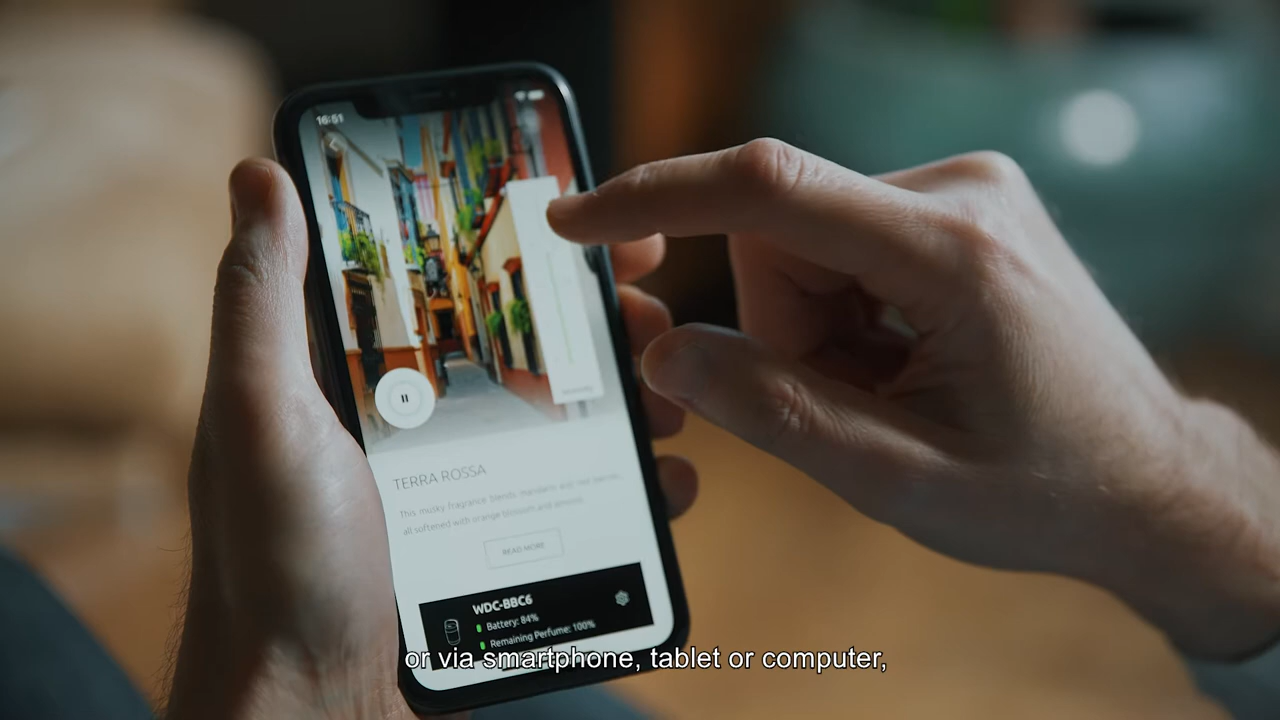 16:51
TERRA ROSSA
This musky fragrance blends mandarin and red berries,
all softened with orange blossom and almond.
READ MORE
WDC-BBC6
Battery: 84%
Remaining Perfume: 100%
or via smartphone, tablet or computer,